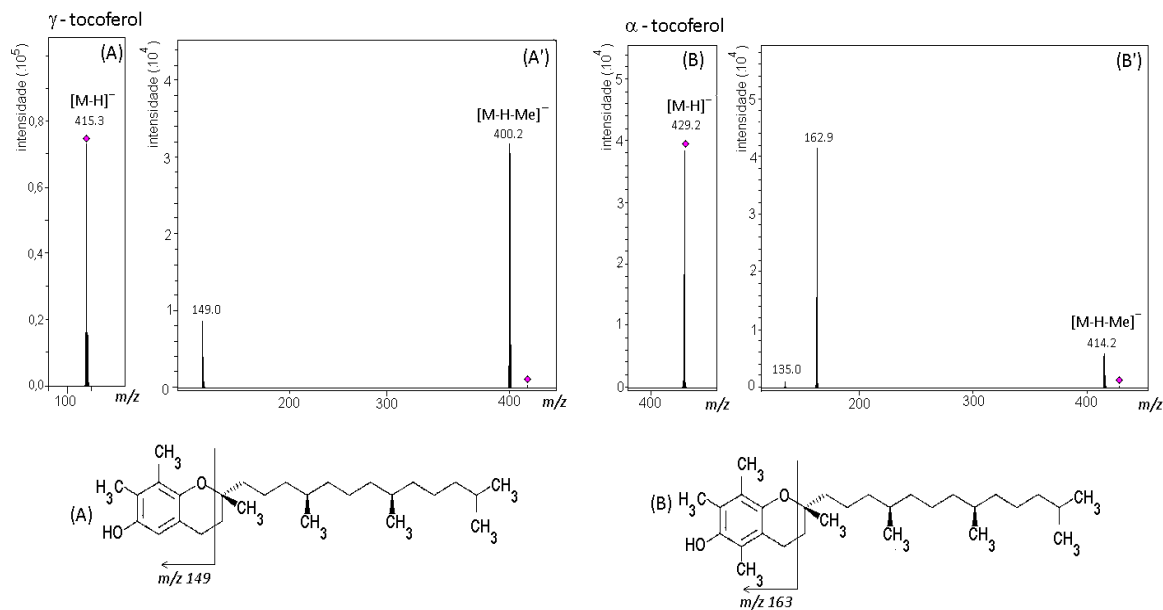 γ - tocoferol
(A)
intensidade (.10⁵)
[M-H]⁻
415.3
0,8
0,6
0,4
0,2
0,0
100
m/z
(A')
intensidade (.10⁴)
[M-H-Me]⁻
400.2
149.0
4
3
2
1
0
200
300
400
m/z
α - tocoferol
(B)
intensidade (.10⁴)
[M-H]⁻
429.2
5
4
3
2
1
0
400
m/z
(B')
intensidade (.10⁴)
162.9
[M-H-Me]⁻
414.2
135.0
5
4
3
2
1
0
200
300
400
m/z
(A)
CH₃
H₃C
O
HO
CH₃
CH₃
CH₃
CH₃
CH₃
m/z 149
(B)
CH₃
H₃C
O
HO
CH₃
CH₃
CH₃
CH₃
CH₃
CH₃
m/z 163